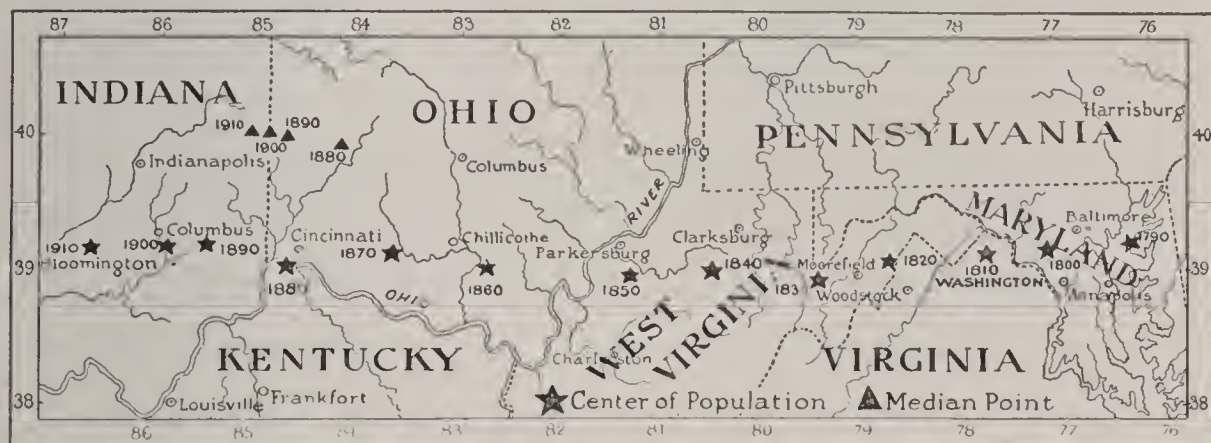 87 86 85 84 83 82 81 80 79 78 77 76
INDIANA
OHIO
Pittsburgh
Harrisburg
PENNSYLVANIA
40
40
1910
1890
1900
1880
Indianapolis
Columbus
Wheeling
RIVER
MARYLAND
Baltimore
1790
1910
1900
Columbus
1890
Cincinnati
1870
Chillicothe
1860
Parkersburg
Clarksburg
1850
1840
Moorefield
183
1820
Woodstock
1810
WASHINGTON
1800
Annapolis
Bloomington
188
OHIO
39
39
WEST
VIRGINI
KENTUCKY
VIRGINIA
Charleston
Louisville
Frankfort
Center of Population
Median Point
38
38
86 85 84 83 82 81 80 79 78 77 76